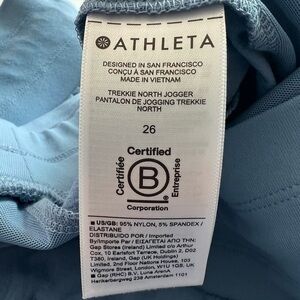 ATHLETA
DESIGNED IN SAN FRANCISCO
CONÇU À SAN FRANCISCO
MADE IN VIETNAM
TREKKIE NORTH JOGGER
PANTALON DE JOGGING TREKKIE
NORTH
26
Certified
Certifiée
B
Entreprise
Corporation
US/GB: 95% NYLON, 5% SPANDEX /
ELASTANE
DISTRIBUIDO POR / Imported
By/Importe Par / ΕΙΣΑΓΕΤΑΙ ΑΠΟ ΤΗΝ:
Gap Stores (Ireland) Limited c/o Arthur
Cox, 10 Earlsfort Terrace, Dublin 2, D02
T380, Ireland, Gap (UK Holdings)
Limited, 2nd Floor Nations House, 103
Wigmore Street, London, W1U 1QS, UK
Gap (RHC) B.V. Luna ArenA
Herikerbergweg 238 Amsterdam 1101